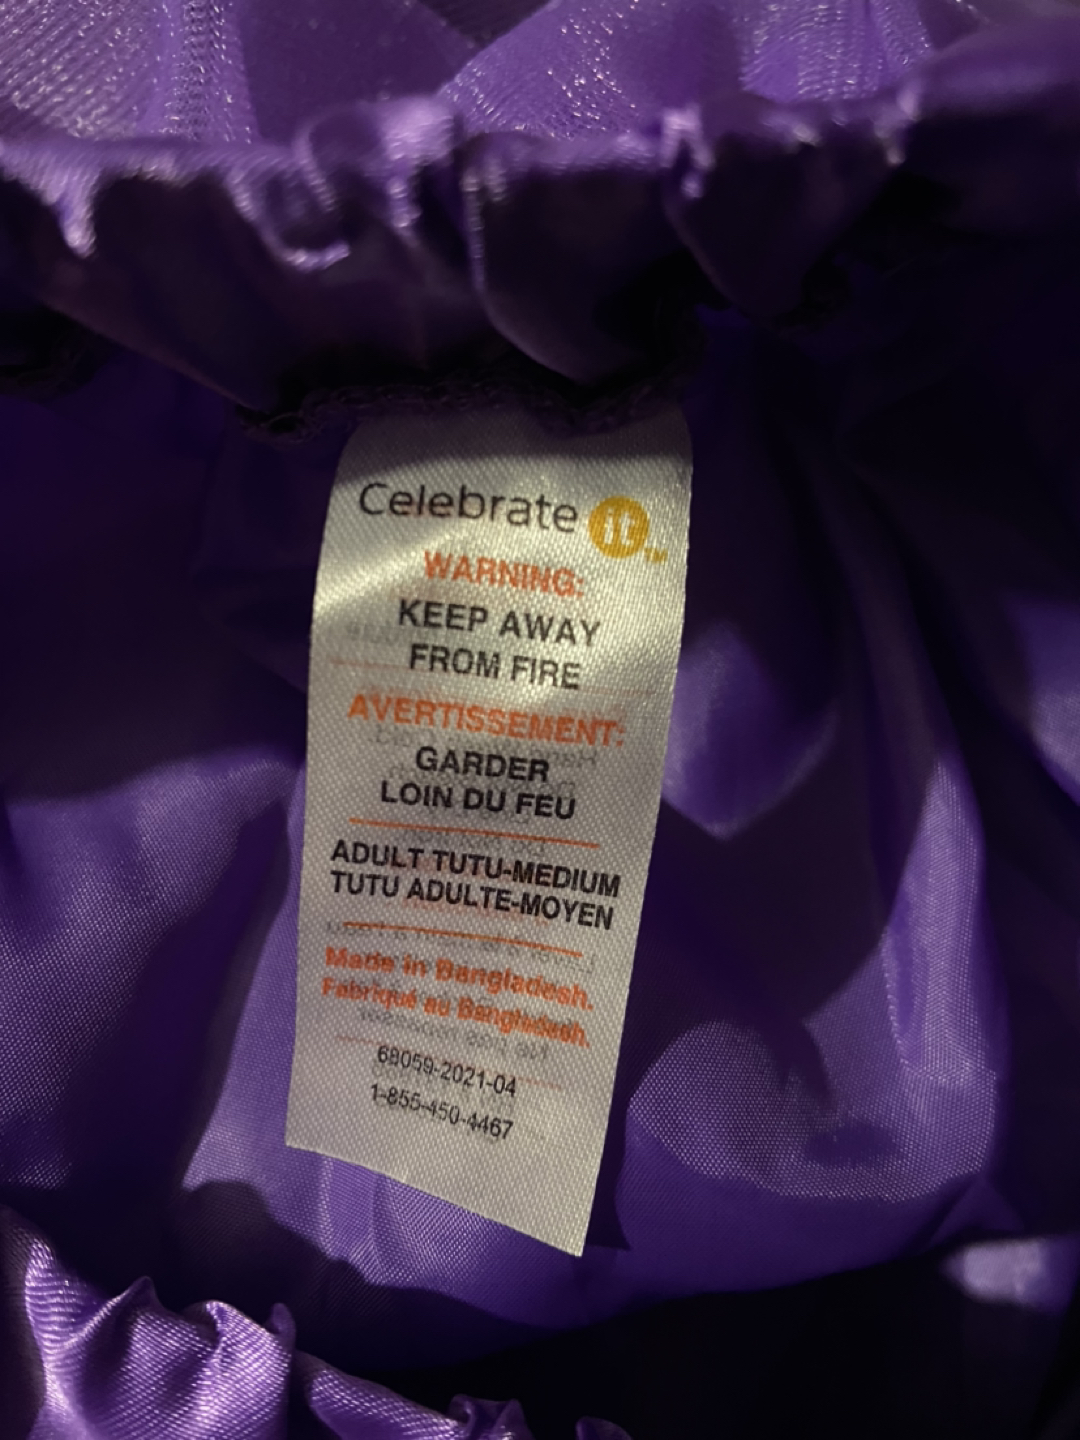 Celebrate it™
WARNING:
KEEP AWAY
FROM FIRE
AVERTISSEMENT:
GARDER
LOIN DU FEU
ADULT TUTU-MEDIUM
TUTU ADULTE-MOYEN
Made in Bangladesh.
Fabriqué au Bangladesh.
68059-2021-04
1-855-450-4467